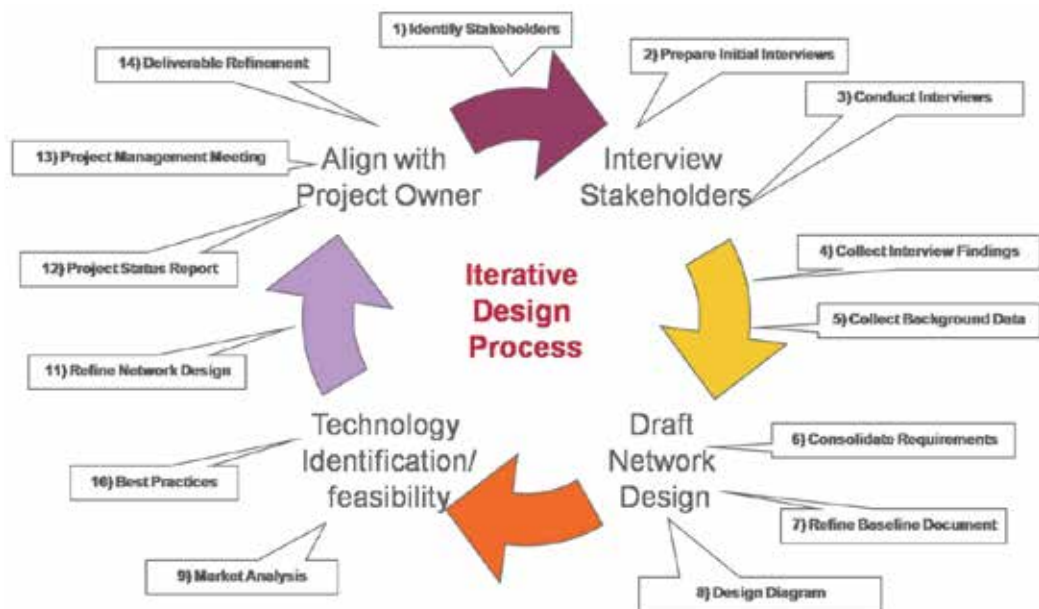 1) Identify Stakeholders
14) Deliverable Refinement
2) Prepare Initial Interviews
3) Conduct Interviews
13) Project Management Meeting
Align with
Project Owner
Interview
Stakeholders
12) Project Status Report
4) Collect Interview Findings
Iterative
Design
Process
5) Collect Background Data
11) Refine Network Design
Technology
Identification/
feasibility
Draft
Network
Design
6) Consolidate Requirements
10) Best Practices
7) Refine Baseline Document
9) Market Analysis
8) Design Diagram